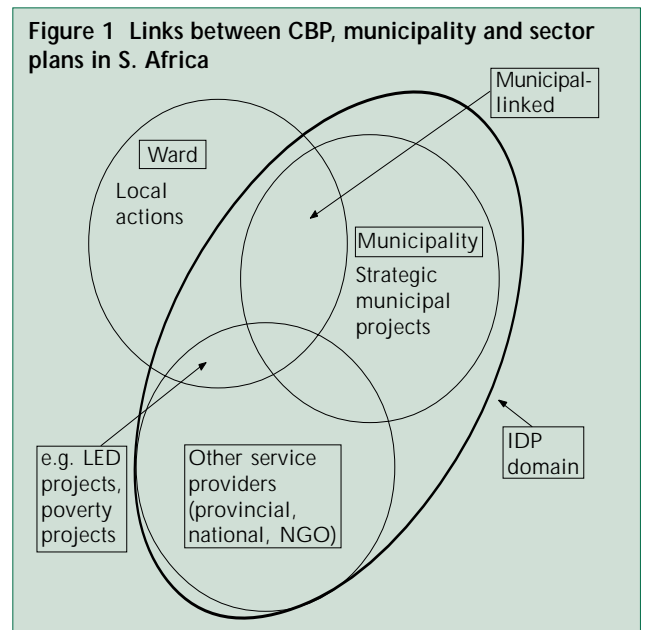 Figure 1 Links between CBP, municipality and sector
plans in S. Africa
Municipal-
linked
Ward
Local
actions
Municipality
Strategic
municipal
projects
IDP
domain
e.g. LED
projects,
poverty
projects
Other service
providers
(provincial,
national, NGO)